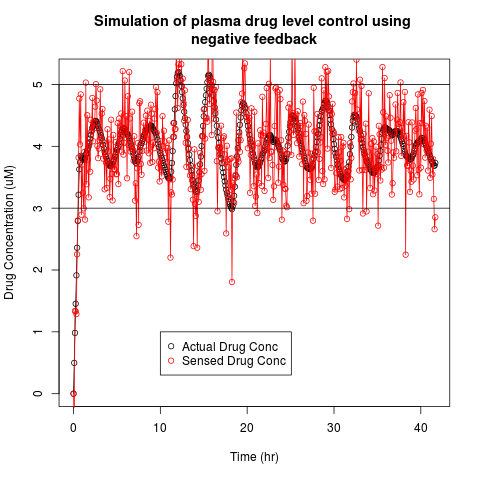 Simulation of plasma drug level control using
negative feedback
Drug Concentration (uM)
5
4
3
2
1
0
Actual Drug Conc
Sensed Drug Conc
0 10 20 30 40
Time (hr)